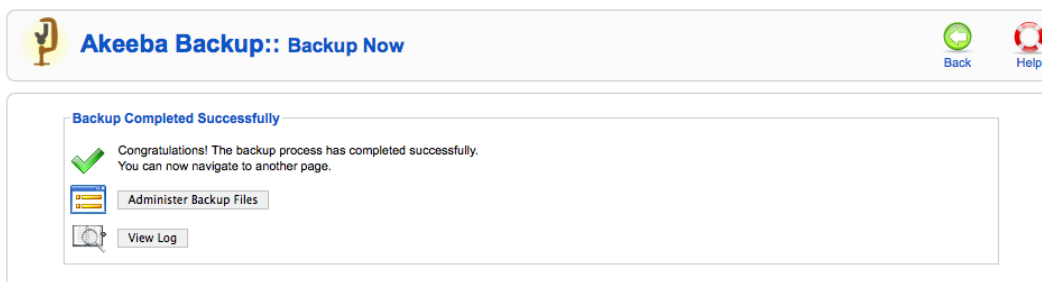 Akeeba Backup:: Backup Now
Back
Help
Backup Completed Successfully
Congratulations! The backup process has completed successfully.
You can now navigate to another page.
Administer Backup Files
View Log